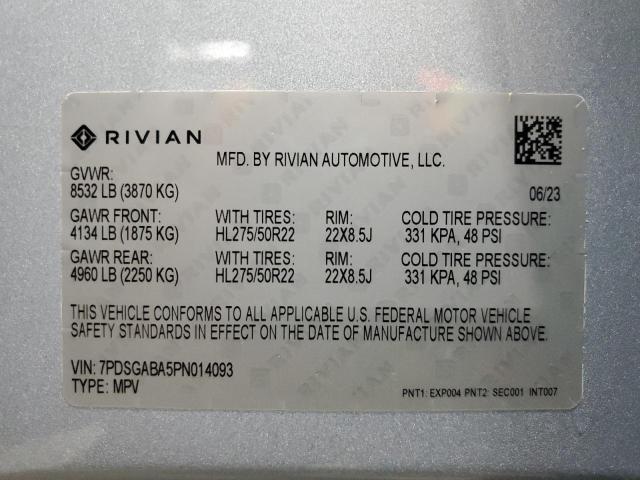 RIVIAN
MFD. BY RIVIAN AUTOMOTIVE, LLC.
GVWR:
8532 LB (3870 KG) 06/23
GAWR FRONT: WITH TIRES: RIM: COLD TIRE PRESSURE:
4134 LB (1875 KG) HL275/50R22 22X8.5J 331 KPA, 48 PSI
GAWR REAR: WITH TIRES: RIM: COLD TIRE PRESSURE:
4960 LB (2250 KG) HL275/50R22 22X8.5J 331 KPA, 48 PSI
THIS VEHICLE CONFORMS TO ALL APPLICABLE U.S. FEDERAL MOTOR VEHICLE
SAFETY STANDARDS IN EFFECT ON THE DATE OF MANUFACTURE SHOWN ABOVE.
VIN: 7PDSGABA5PN014093
TYPE: MPV
PNT1: EXP004 PNT2: SEC001 INT007